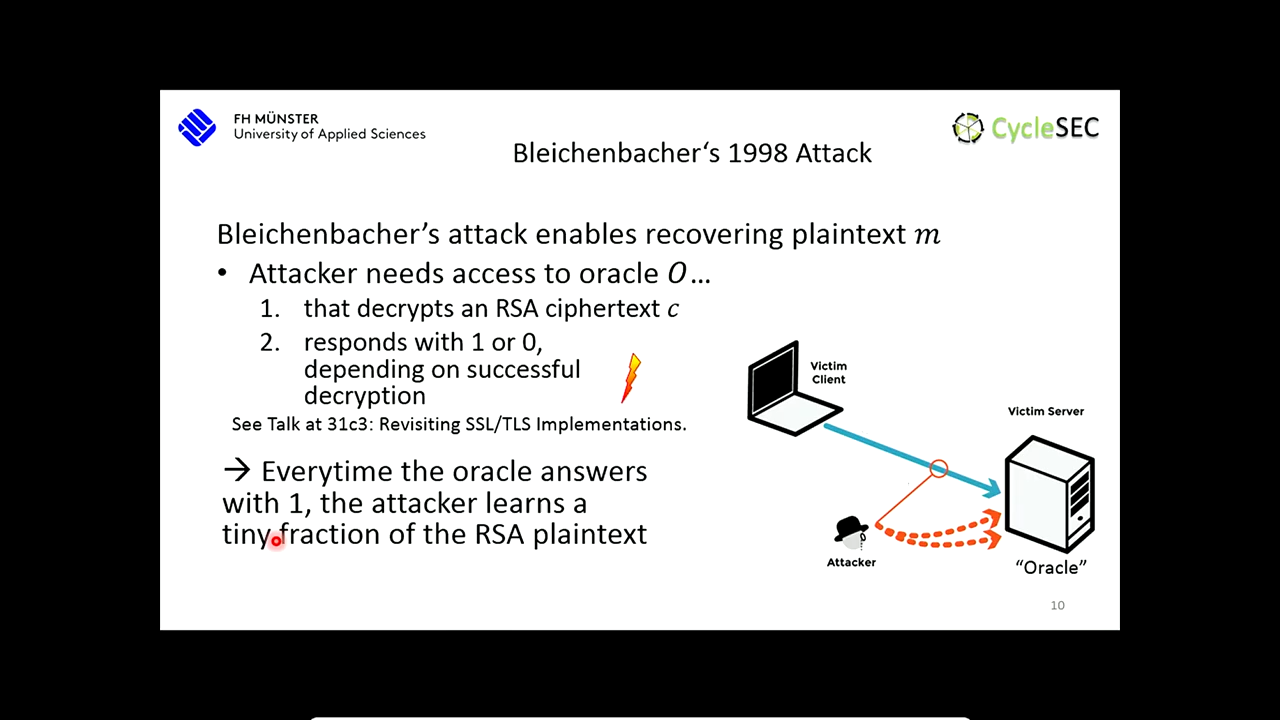 FH MÜNSTER
University of Applied Sciences
CycleSEC
Bleichenbacher‘s 1998 Attack
Bleichenbacher’s attack enables recovering plaintext m
• Attacker needs access to oracle O…
1. that decrypts an RSA ciphertext c
2. responds with 1 or 0,
depending on successful
decryption
See Talk at 31c3: Revisiting SSL/TLS Implementations.
→ Everytime the oracle answers
with 1, the attacker learns a
tiny fraction of the RSA plaintext
Victim
Client
Victim Server
Attacker
“Oracle”
10